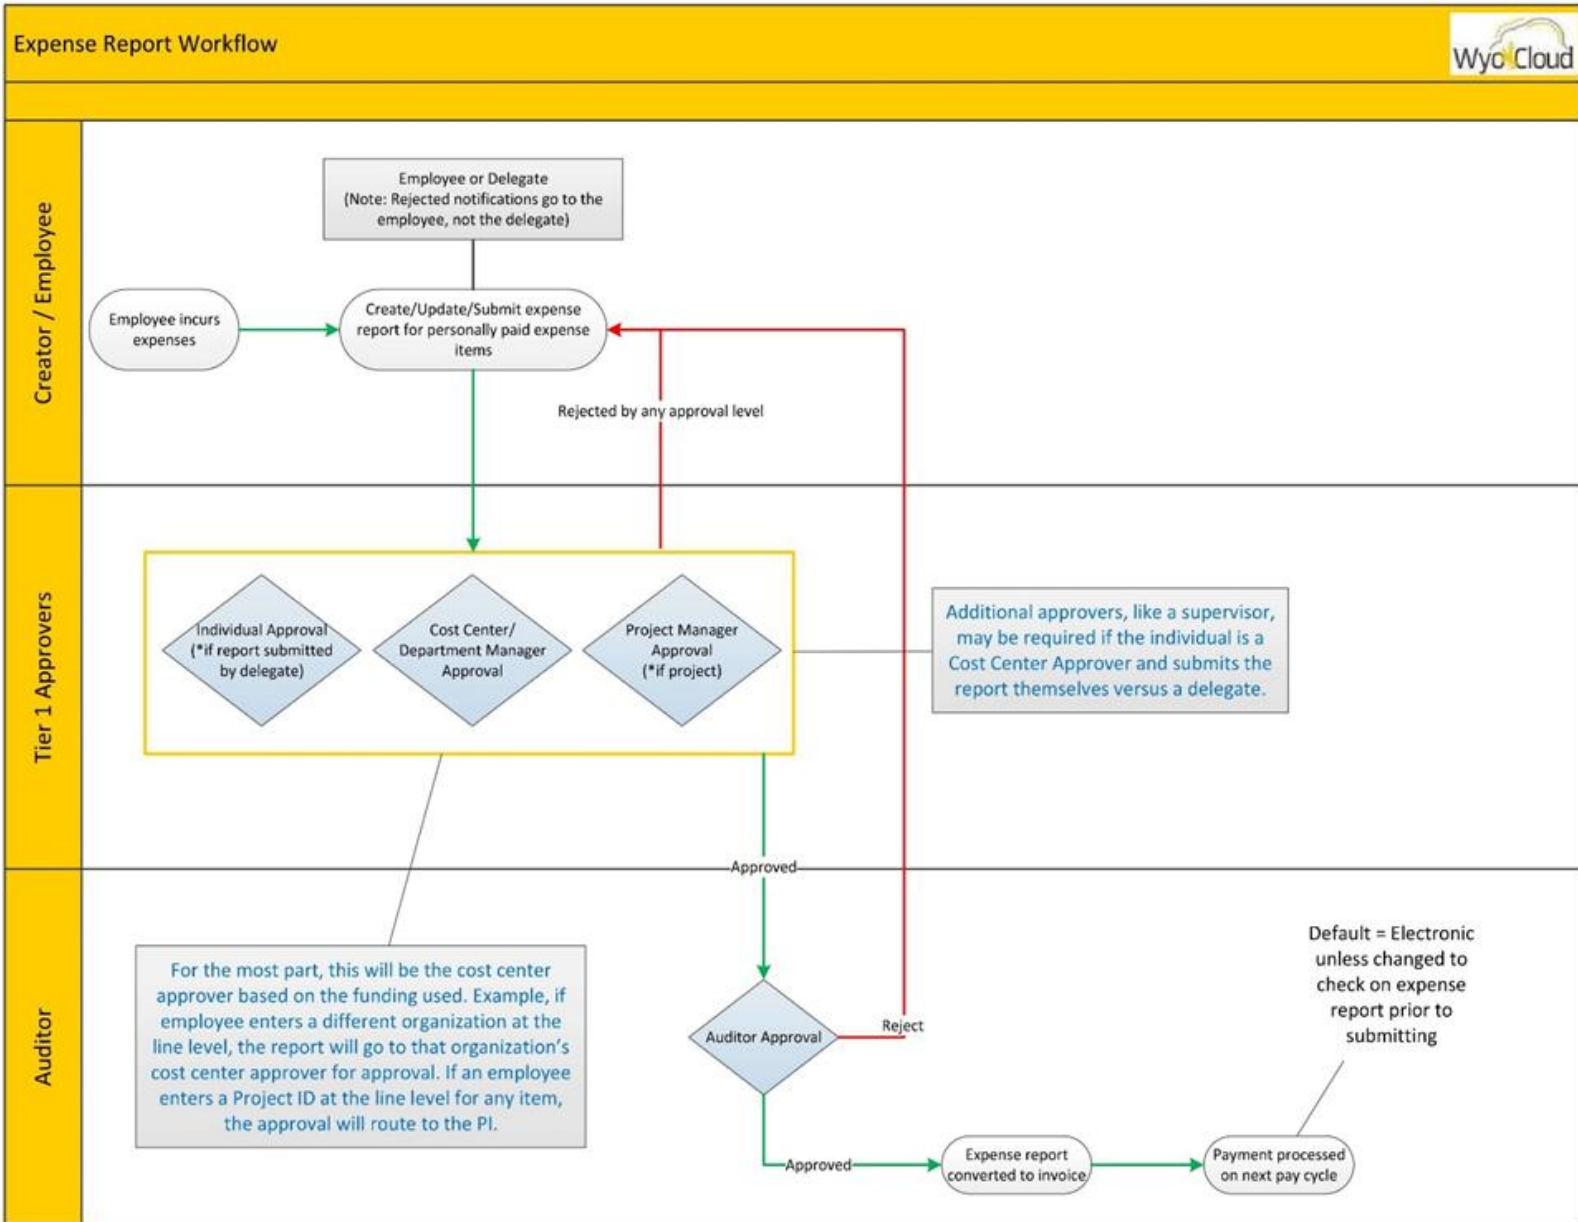 Expense Report Workflow
WyoCloud
Creator / Employee
Employee or Delegate
(Note: Rejected notifications go to the
employee, not the delegate)
Employee incurs
expenses
Create/Update/Submit expense
report for personally paid expense
items
Rejected by any approval level
Tier 1 Approvers
Individual Approval
(*if report submitted
by delegate)
Cost Center/
Department Manager
Approval
Project Manager
Approval
(*if project)
Additional approvers, like a supervisor,
may be required if the individual is a
Cost Center Approver and submits the
report themselves versus a delegate.
Approved
Auditor
For the most part, this will be the cost center
approver based on the funding used. Example, if
employee enters a different organization at the
line level, the report will go to that organization's
cost center approver for approval. If an employee
enters a Project ID at the line level for any item,
the approval will route to the PI.
Auditor Approval
Reject
Default = Electronic
unless changed to
check on expense
report prior to
submitting
Approved
Expense report
converted to invoice
Payment processed
on next pay cycle